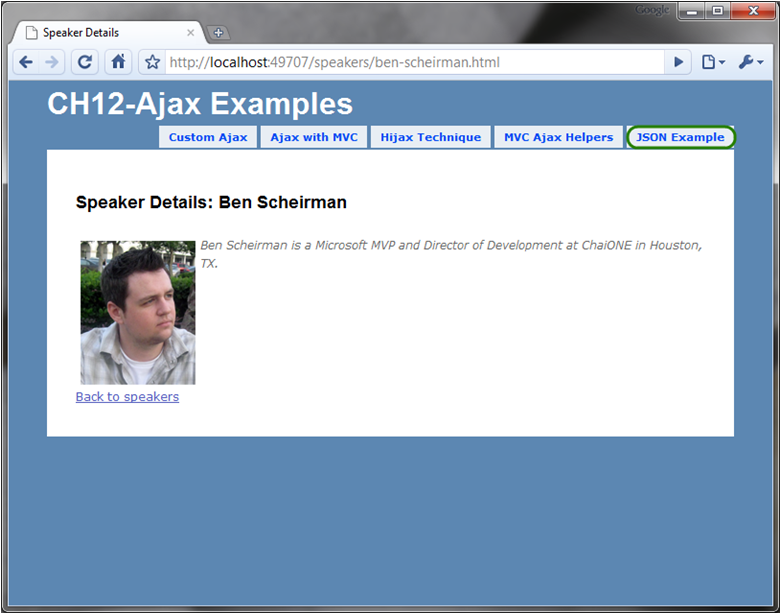 Google
Speaker Details
http://localhost:49707/speakers/ben-scheirman.html
CH12-Ajax Examples
Custom Ajax Ajax with MVC Hijax Technique MVC Ajax Helpers JSON Example
Speaker Details: Ben Scheirman
Ben Scheirman is a Microsoft MVP and Director of Development at ChaiONE in Houston,
TX.
Back to speakers